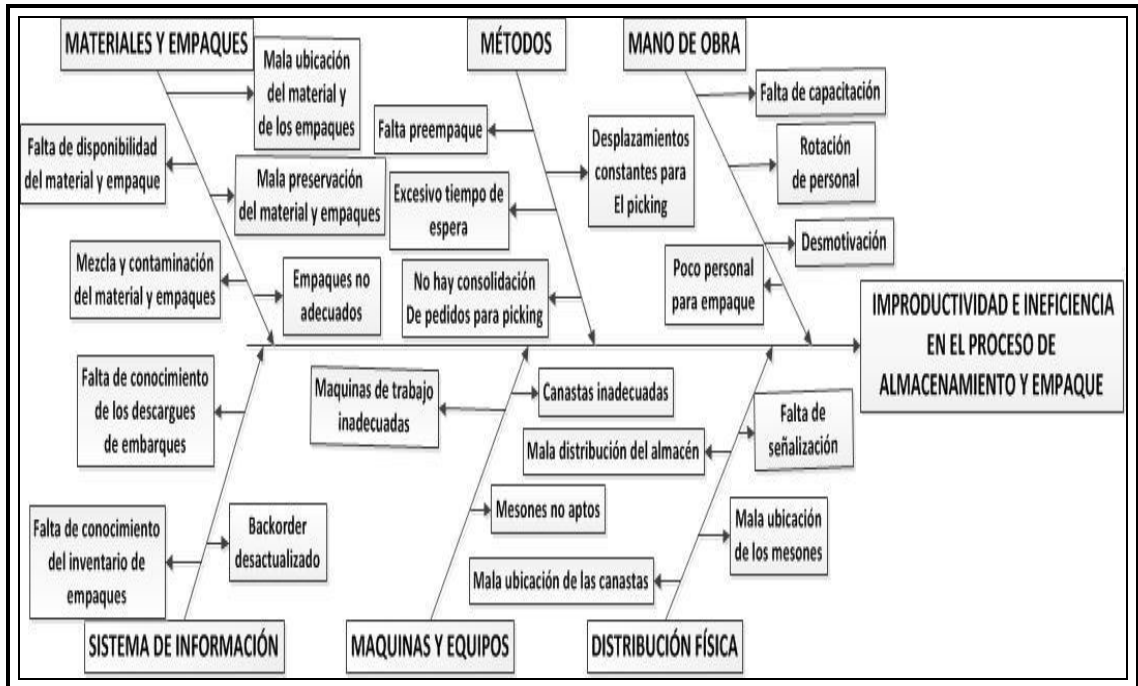 MATERIALES Y EMPAQUES
Mala ubicación
del material y
de los empaques
Falta de disponibilidad
del material y empaque
Mala preservación
del material y empaques
Mezcla y contaminación
del material y empaques
Empaques no
adecuados
MÉTODOS
Falta preempaque
Desplazamientos
constantes para
El picking
Excesivo tiempo de
espera
No hay consolidación
De pedidos para picking
MANO DE OBRA
Falta de capacitación
Rotación
de personal
Desmotivación
Poco personal
para empaque
IMPRODUCTIVIDAD E INEFICIENCIA
EN EL PROCESO DE
ALMACENAMIENTO Y EMPAQUE
Falta de conocimiento
de los descargues
de embarques
Falta de conocimiento
del inventario de
empaques
Backorder
desactualizado
SISTEMA DE INFORMACIÓN
Maquinas de trabajo
inadecuadas
Canastas inadecuadas
Mesones no aptos
MAQUINAS Y EQUIPOS
Mala distribución del almacén
Falta de
señalización
Mala ubicación
de los mesones
Mala ubicación de las canastas
DISTRIBUCIÓN FÍSICA